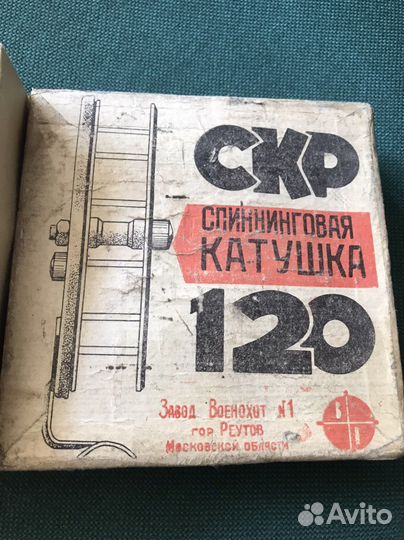 СКР
СПИННИНГОВАЯ
КАТУШКА
120
ЗАВОД ВОЕНОХОТ №1
ГОР РЕУТОВ
МОСКОВСКОЙ ОБЛАСТИ
В
Avito